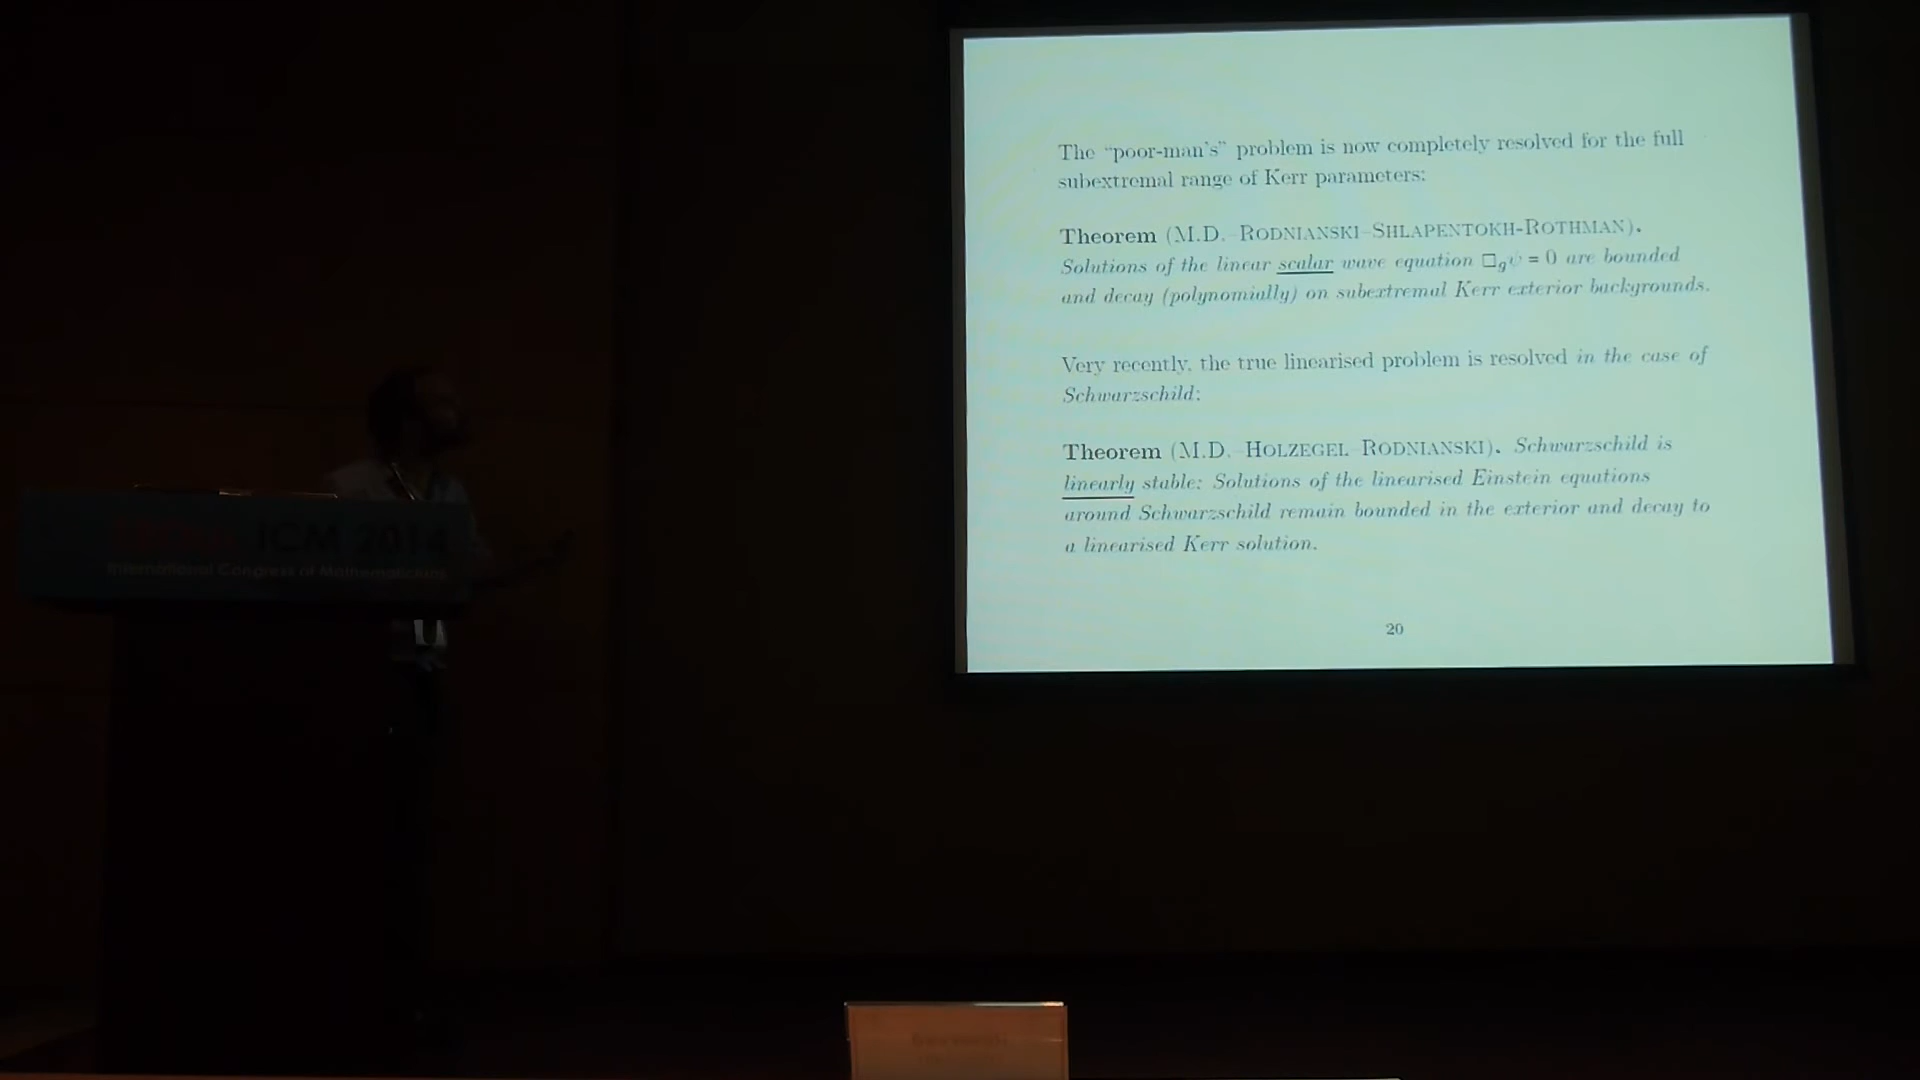 The “poor-man’s” problem is now completely resolved for the full
subextremal range of Kerr parameters:
Theorem (M.D.–RODNIANSKI–SHLAPENTOKH-ROTHMAN).
Solutions of the linear scalar wave equation □gψ = 0 are bounded
and decay (polynomially) on subextremal Kerr exterior backgrounds.
Very recently, the true linearised problem is resolved in the case of
Schwarzschild:
Theorem (M.D.–HOLZEGEL–RODNIANSKI). Schwarzschild is
linearly stable: Solutions of the linearised Einstein equations
around Schwarzschild remain bounded in the exterior and decay to
a linearised Kerr solution.
20
ICM 2014
International Congress of Mathematicians